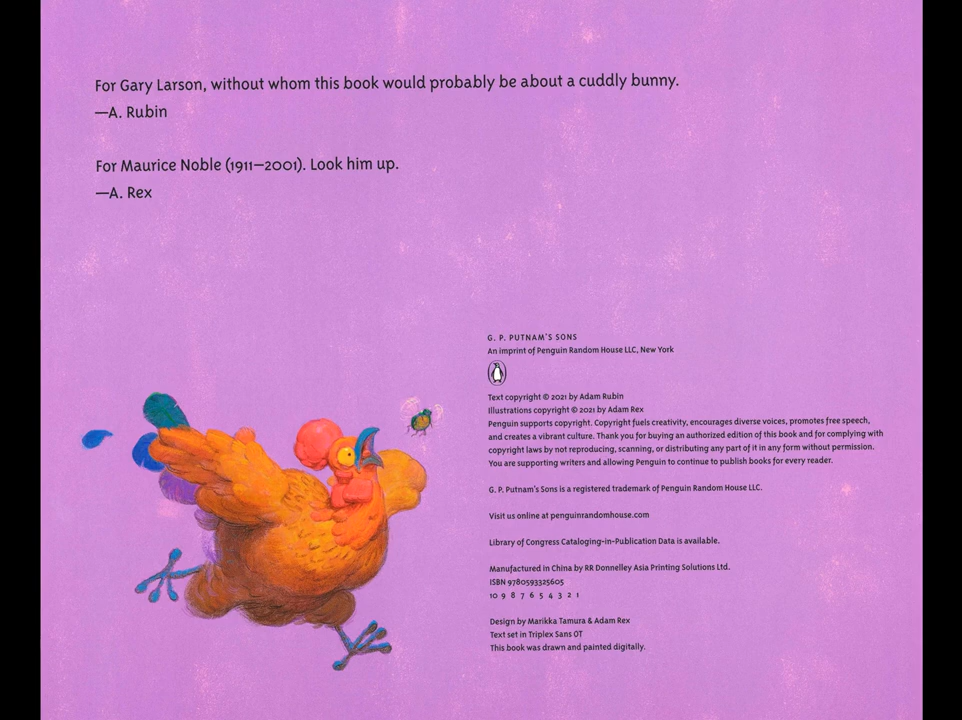 For Gary Larson, without whom this book would probably be about a cuddly bunny.
—A. Rubin
For Maurice Noble (1911–2001). Look him up.
—A. Rex
G. P. PUTNAM'S SONS
An imprint of Penguin Random House LLC, New York
Text copyright © 2021 by Adam Rubin
Illustrations copyright © 2021 by Adam Rex
Penguin supports copyright. Copyright fuels creativity, encourages diverse voices, promotes free speech,
and creates a vibrant culture. Thank you for buying an authorized edition of this book and for complying with
copyright laws by not reproducing, scanning, or distributing any part of it in any form without permission.
You are supporting writers and allowing Penguin to continue to publish books for every reader.
G. P. Putnam's Sons is a registered trademark of Penguin Random House LLC.
Visit us online at penguinrandomhouse.com
Library of Congress Cataloging-in-Publication Data is available.
Manufactured in China by RR Donnelley Asia Printing Solutions Ltd.
ISBN 9780593325605
10 9 8 7 6 5 4 3 2 1
Design by Marikka Tamura & Adam Rex
Text set in Triplex Sans OT
This book was drawn and painted digitally.